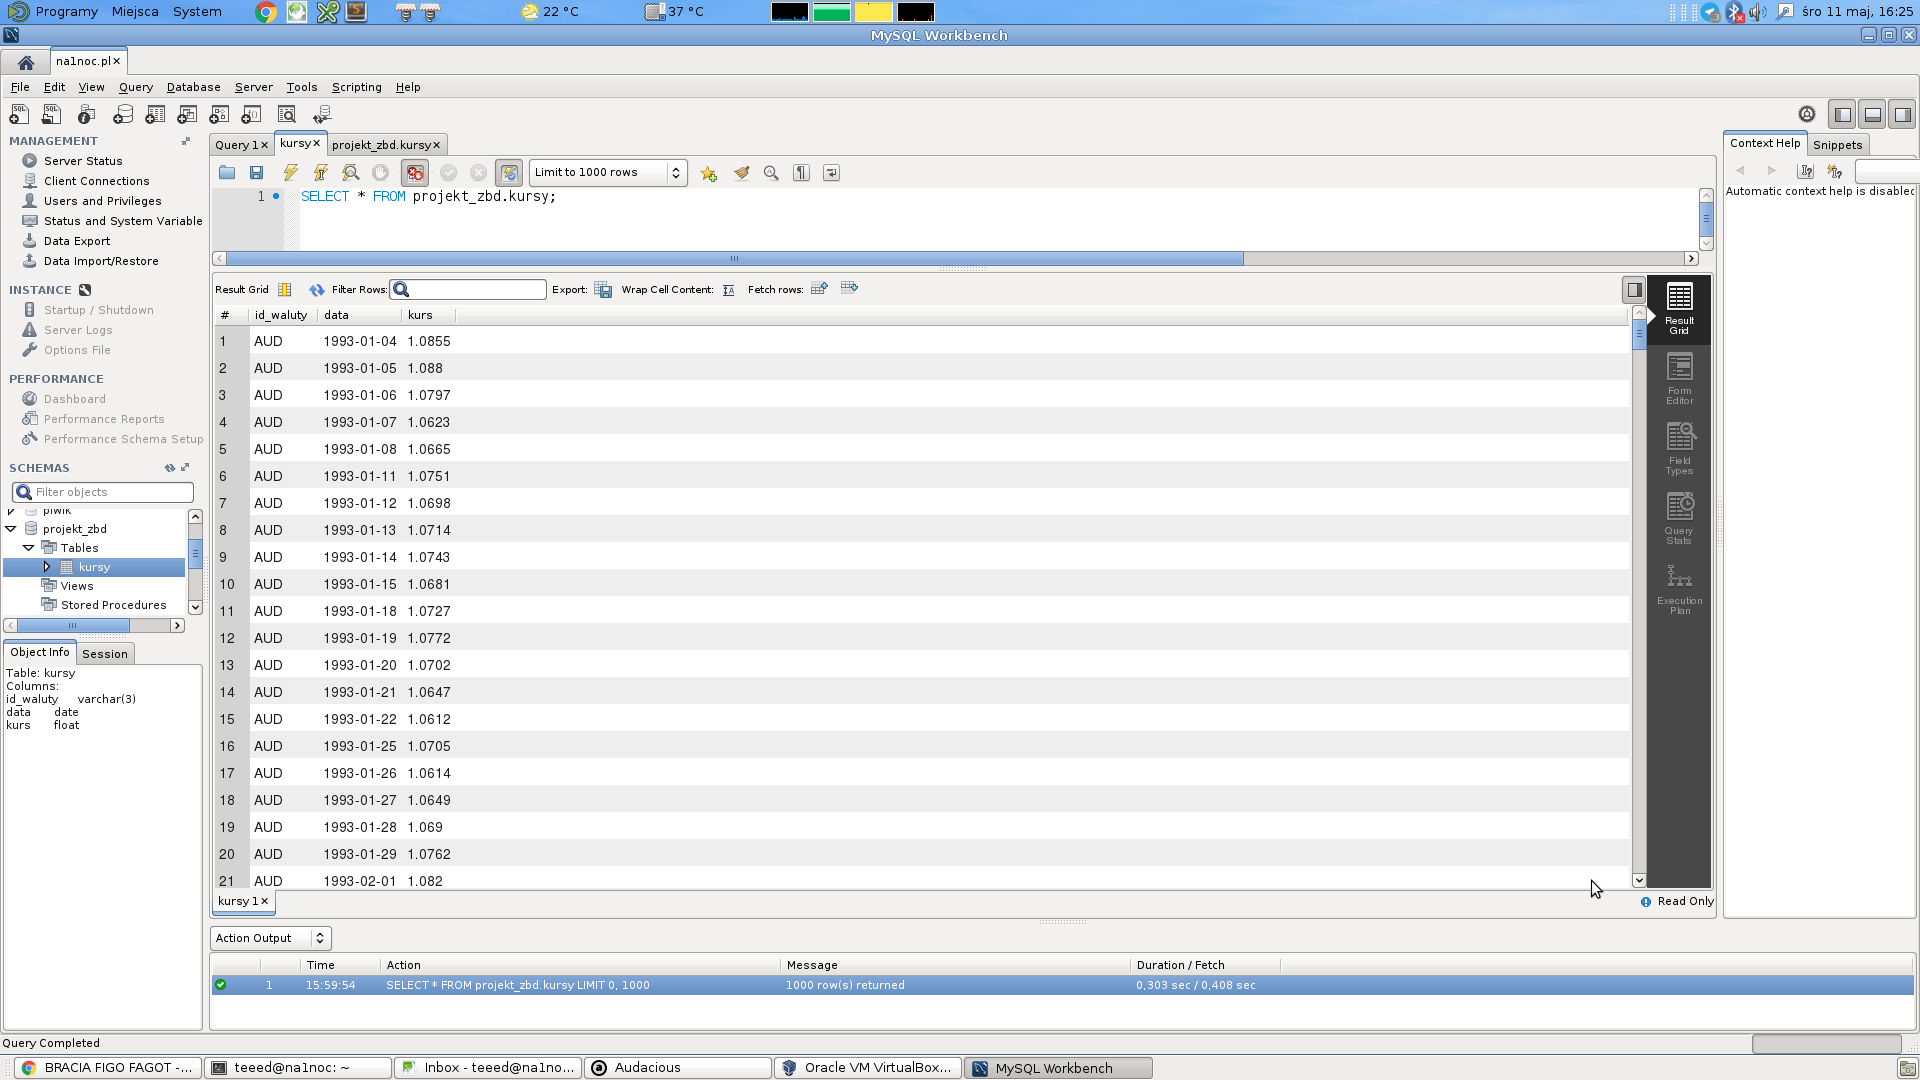 Programy Miejsca System 22 °C 37 °C śro 11 maj, 16:25
MySQL Workbench
na1noc.pl
File Edit View Query Database Server Tools Scripting Help
MANAGEMENT
Server Status
Client Connections
Users and Privileges
Status and System Variable
Data Export
Data Import/Restore
INSTANCE
Startup / Shutdown
Server Logs
Options File
PERFORMANCE
Dashboard
Performance Reports
Performance Schema Setup
SCHEMAS
Filter objects
piwik
projekt_zbd
Tables
kursy
Views
Stored Procedures
Object Info Session
Table: kursy
Columns:
id_waluty varchar(3)
data date
kurs float
Query 1 kursy projekt_zbd.kursy
Limit to 1000 rows
1 SELECT * FROM projekt_zbd.kursy;
Result Grid Filter Rows: Export: Wrap Cell Content: Fetch rows:
# id_waluty data kurs
1 AUD 1993-01-04 1.0855
2 AUD 1993-01-05 1.088
3 AUD 1993-01-06 1.0797
4 AUD 1993-01-07 1.0623
5 AUD 1993-01-08 1.0665
6 AUD 1993-01-11 1.0751
7 AUD 1993-01-12 1.0698
8 AUD 1993-01-13 1.0714
9 AUD 1993-01-14 1.0743
10 AUD 1993-01-15 1.0681
11 AUD 1993-01-18 1.0727
12 AUD 1993-01-19 1.0772
13 AUD 1993-01-20 1.0702
14 AUD 1993-01-21 1.0647
15 AUD 1993-01-22 1.0612
16 AUD 1993-01-25 1.0705
17 AUD 1993-01-26 1.0614
18 AUD 1993-01-27 1.0649
19 AUD 1993-01-28 1.069
20 AUD 1993-01-29 1.0762
21 AUD 1993-02-01 1.082
Result
Grid
Form
Editor
Field
Types
Query
Stats
Execution
Plan
kursy 1
Read Only
Context Help Snippets
Automatic context help is disabled
Action Output
Time Action Message Duration / Fetch
1 15:59:54 SELECT * FROM projekt_zbd.kursy LIMIT 0, 1000 1000 row(s) returned 0,303 sec / 0,408 sec
Query Completed
BRACIA FIGO FAGOT -... teeed@na1noc: ~ Inbox - teeed@na1no... Audacious Oracle VM VirtualBox... MySQL Workbench